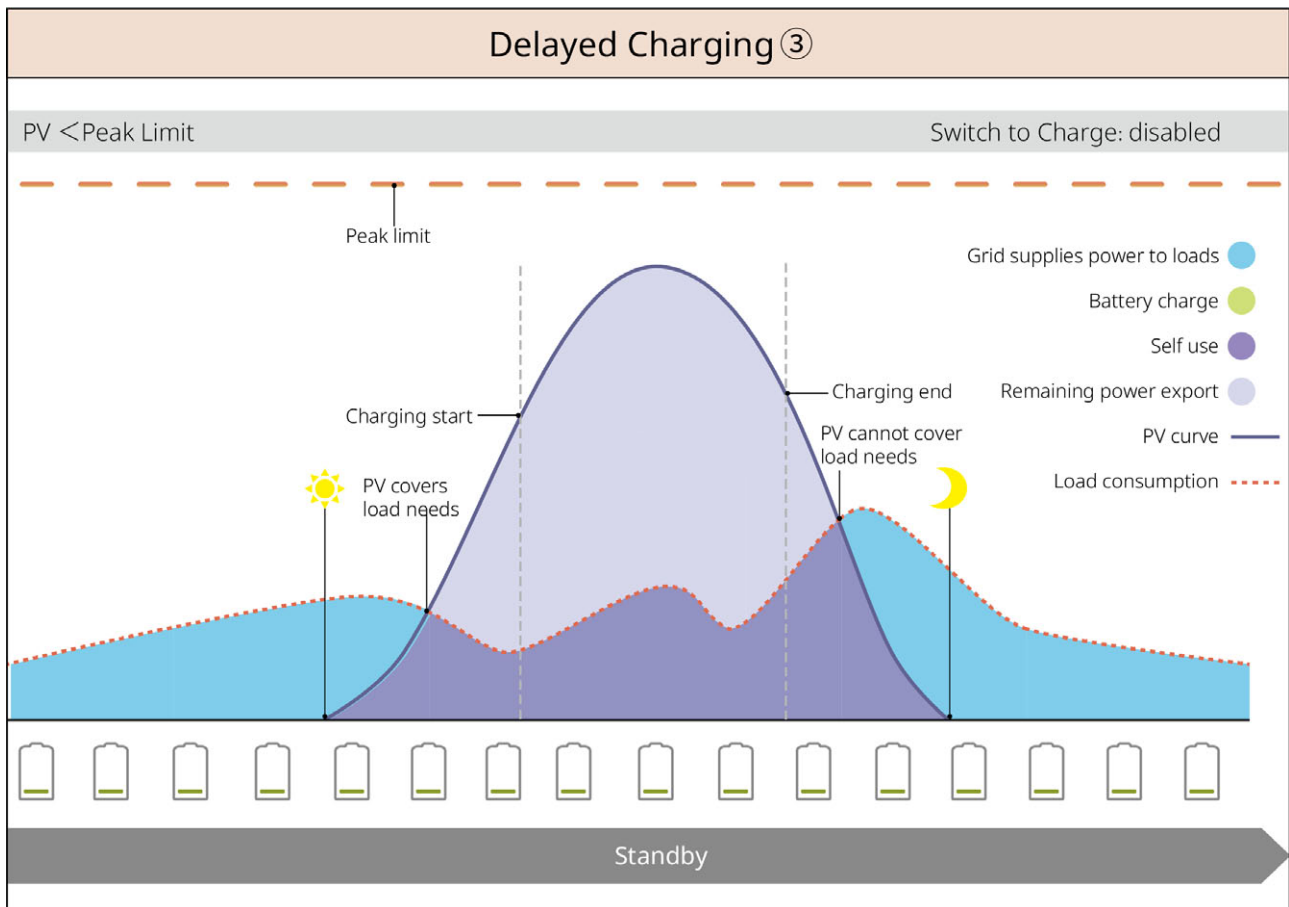 Delayed Charging③
PV <Peak Limit
Switch to Charge: disabled
Peak limit
Grid supplies power to loads
Battery charge
Self use
Remaining power export
PV curve
Load consumption
Charging start
Charging end
PV cannot cover
load needs
PV covers
load needs
Standby